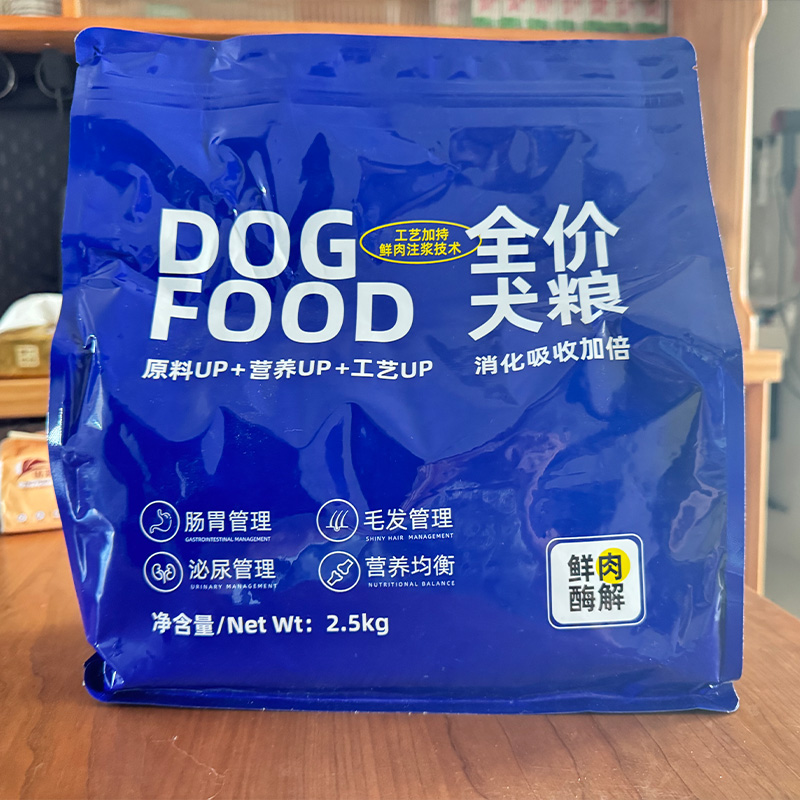 DOG
FOOD
工艺加持
鲜肉注浆技术
全价
犬粮
原料UP+营养UP+工艺UP
消化吸收加倍
肠胃管理
GASTROINTESTINAL MANAGEMENT
毛发管理
SHINY HAIR MANAGEMENT
泌尿管理
URINARY MANAGEMENT
营养均衡
NUTRITIONAL BALANCE
鲜肉
酶解
净含量/Net Wt: 2.5kg